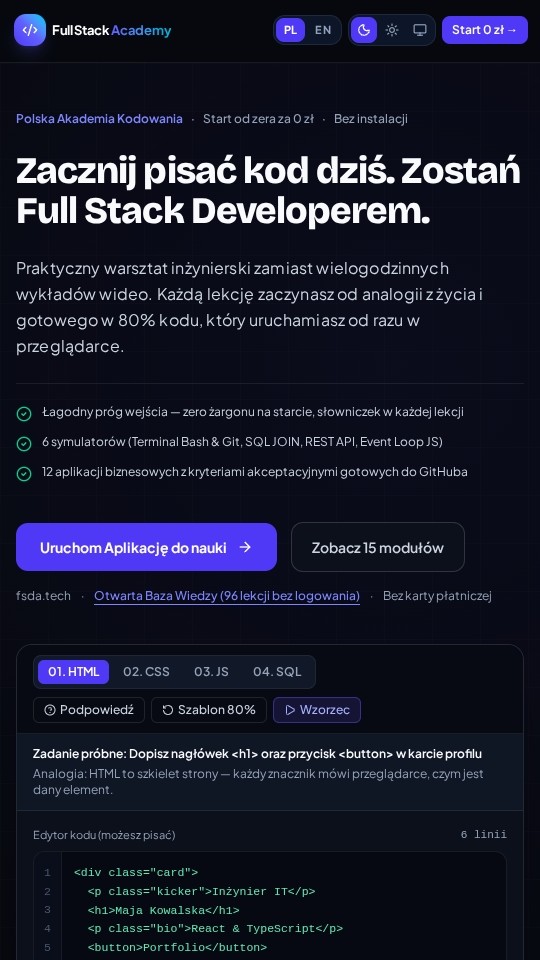 FullStack Academy
PL EN
Start 0 zł →
Polska Akademia Kodowania · Start od zera za 0 zł · Bez instalacji
Zacznij pisać kod dziś. Zostań
Full Stack Developerem.
Praktyczny warsztat inżynierski zamiast wielogodzinnych
wykładów wideo. Każdą lekcję zaczynasz od analogii z życia i
gotowego w 80% kodu, który uruchamiasz od razu w
przeglądarce.
Łagodny próg wejścia — zero żargonu na starcie, słowniczek w każdej lekcji
6 symulatorów (Terminal Bash & Git, SQL JOIN, REST API, Event Loop JS)
12 aplikacji biznesowych z kryteriami akceptacyjnymi gotowych do GitHuba
Uruchom Aplikację do nauki →
Zobacz 15 modułów
fsda.tech · Otwarta Baza Wiedzy (96 lekcji bez logowania) · Bez karty płatniczej
01. HTML 02. CSS 03. JS 04. SQL
Podpowiedź Szablon 80% Wzorzec
Zadanie próbne: Dopisz nagłówek <h1> oraz przycisk <button> w karcie profilu
Analogia: HTML to szkielet strony — każdy znacznik mówi przeglądarce, czym jest
dany element.
Edytor kodu (możesz pisać) 6 linii
1 <div class="card">
2 <p class="kicker">Inżynier IT</p>
3 <h1>Maja Kowalska</h1>
4 <p class="bio">React & TypeScript</p>
5 <button>Portfolio</button>